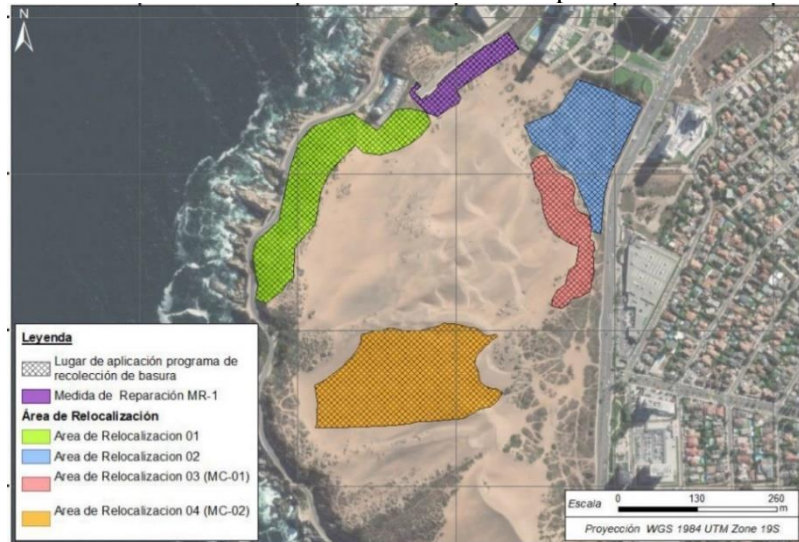 N
Leyenda
Lugar de aplicación programa de
recolección de basura
Medida de Reparación MR-1
Área de Relocalización
Area de Relocalizacion 01
Area de Relocalizacion 02
Area de Relocalizacion 03 (MC-01)
Area de Relocalizacion 04 (MC-02)
Escala 0 130 260
m
Proyección WGS 1984 UTM Zone 19S